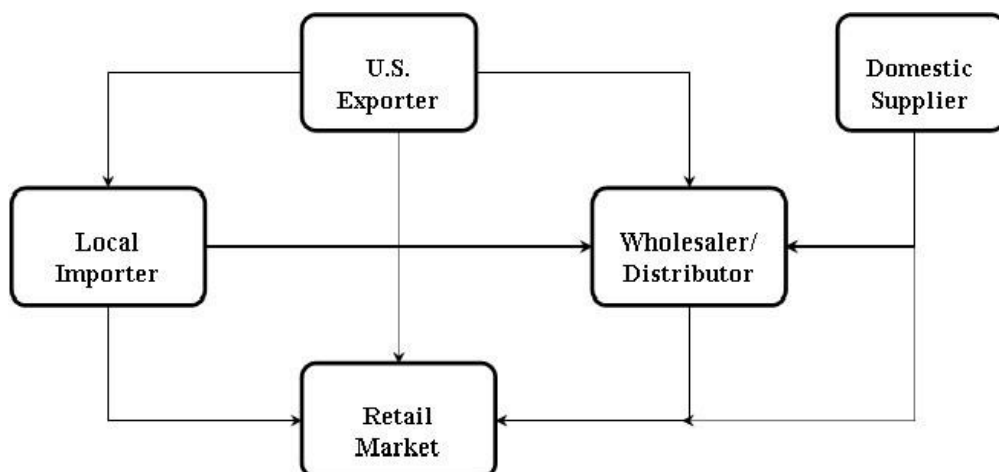 U.S.
Exporter
Domestic
Supplier
Local
Importer
Wholesaler/
Distributor
Retail
Market